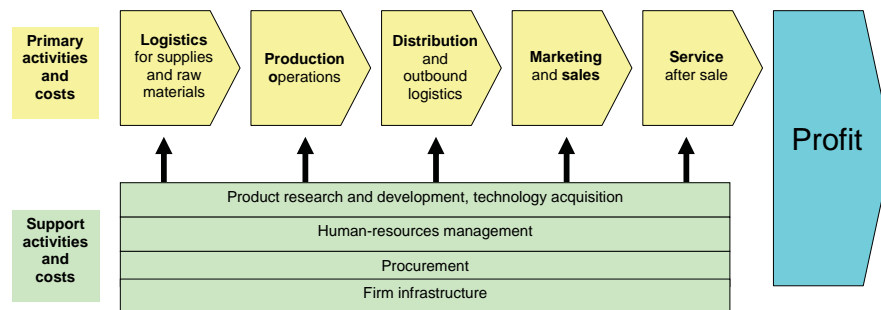 Primary
activities
and
costs
Logistics
for supplies
and raw
materials
Production
operations
Distribution
and
outbound
logistics
Marketing
and sales
Service
after sale
Profit
Support
activities
and
costs
Product research and development, technology acquisition
Human-resources management
Procurement
Firm infrastructure